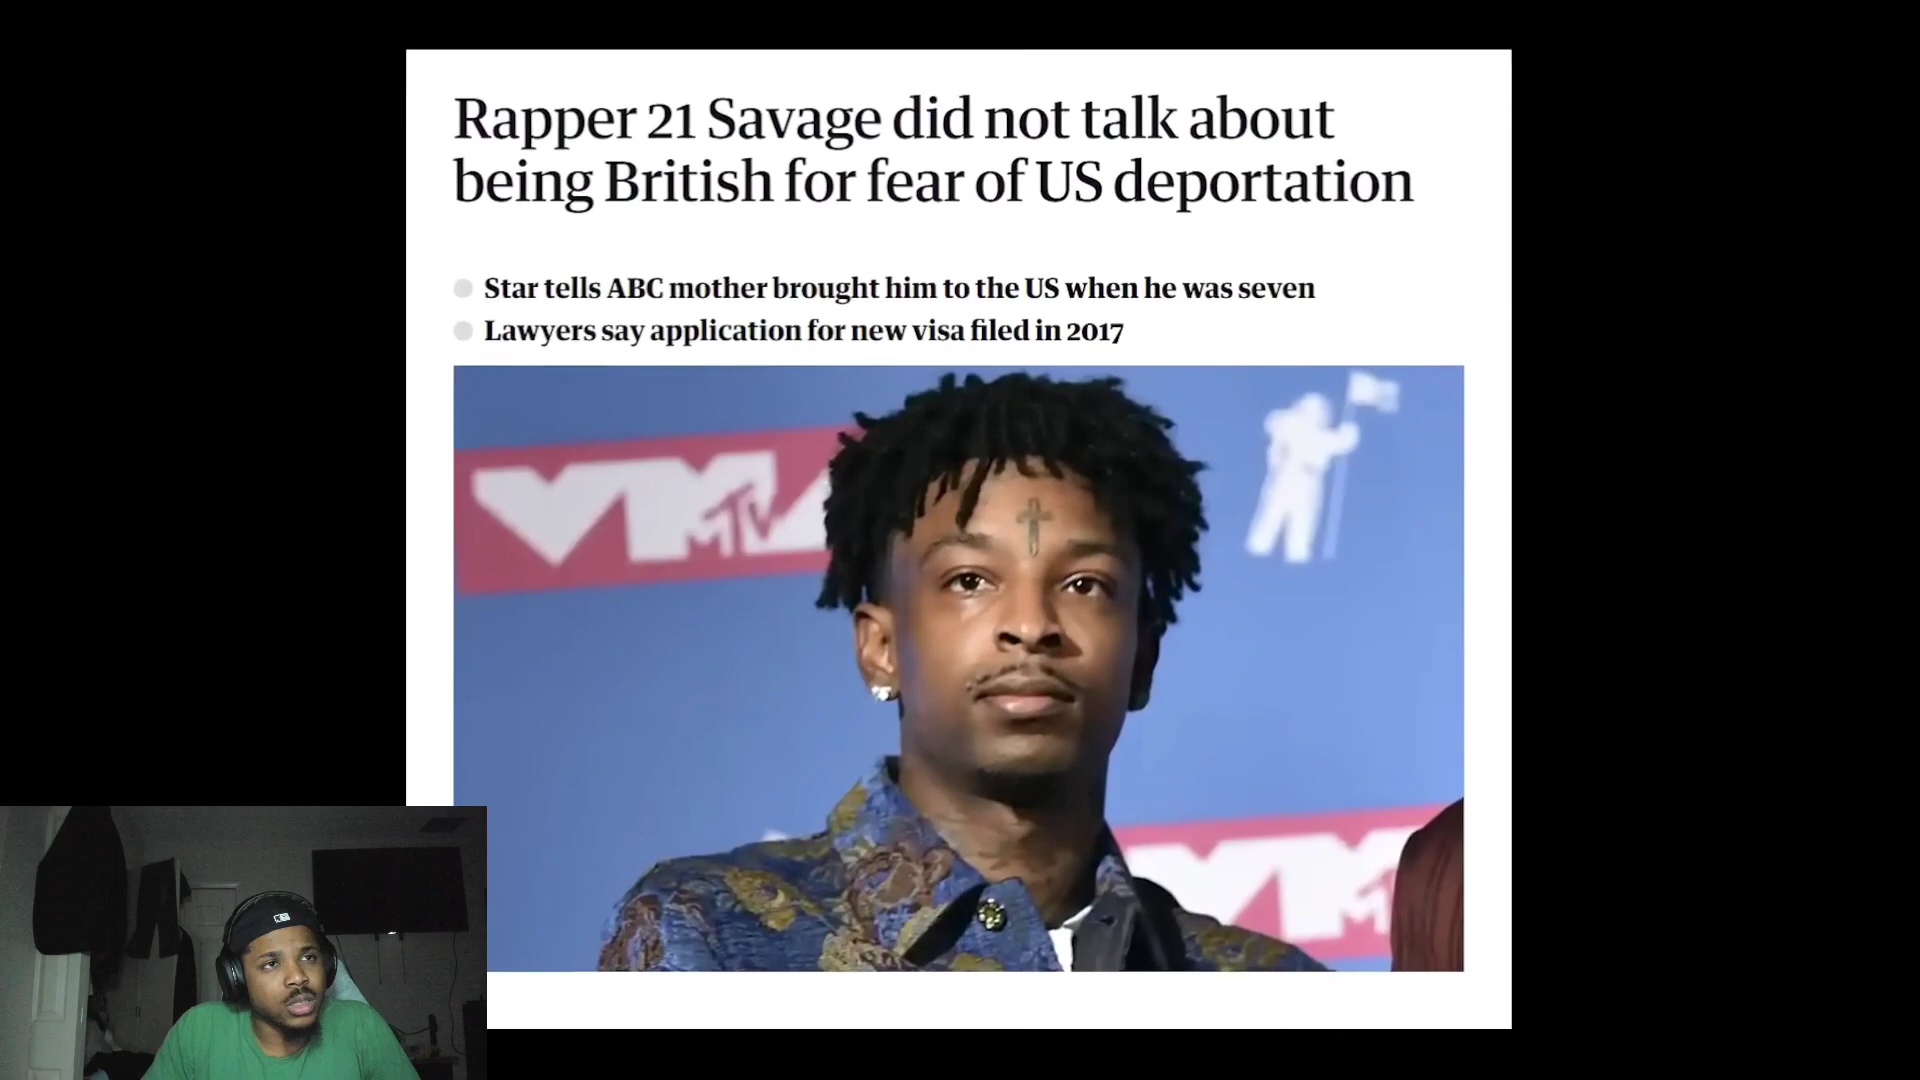 Rapper 21 Savage did not talk about
being British for fear of US deportation
Star tells ABC mother brought him to the US when he was seven
Lawyers say application for new visa filed in 2017
VMA
MTV
VM